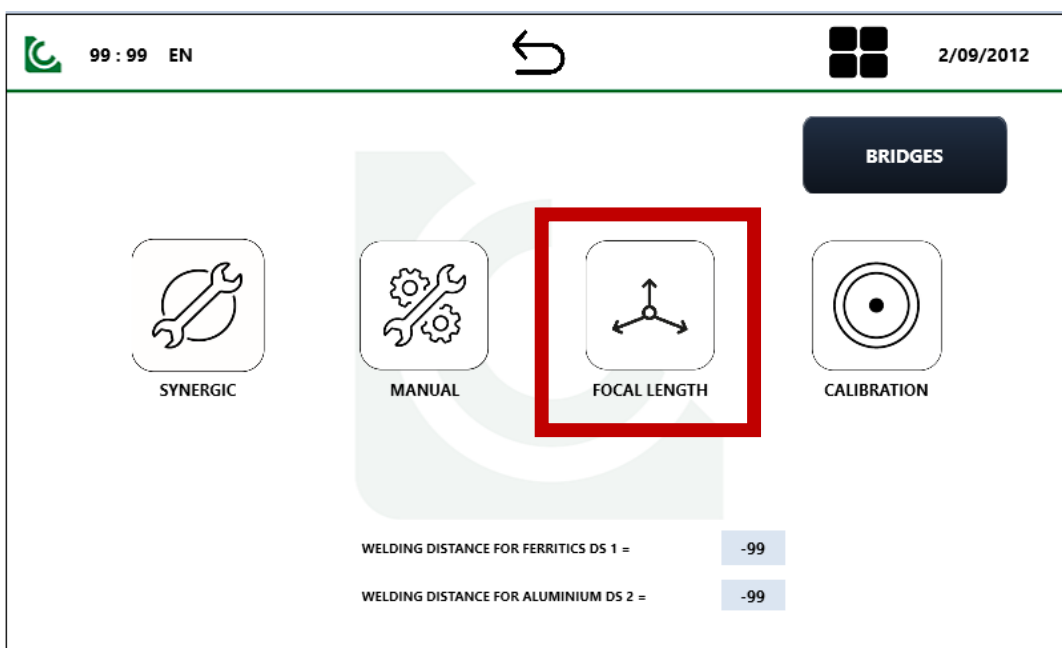 99 : 99 EN 2/09/2012
BRIDGES
SYNERGIC MANUAL FOCAL LENGTH CALIBRATION
WELDING DISTANCE FOR FERRITICS DS 1 = -99
WELDING DISTANCE FOR ALUMINIUM DS 2 = -99